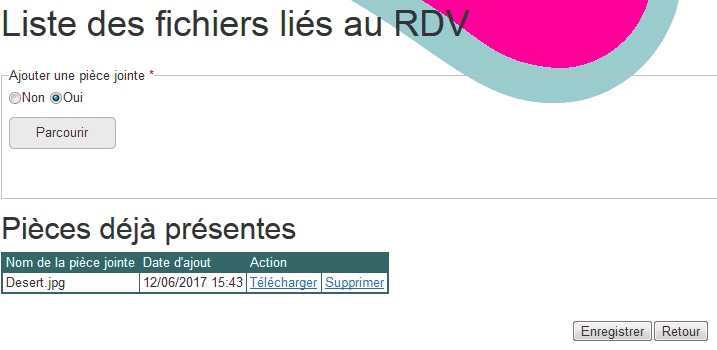 Liste des fichiers liés au RDV
Ajouter une pièce jointe *
Non Oui
Parcourir
Pièces déjà présentes
Nom de la pièce jointe Date d'ajout Action
Desert.jpg 12/06/2017 15:43 Télécharger Supprimer
Enregistrer Retour